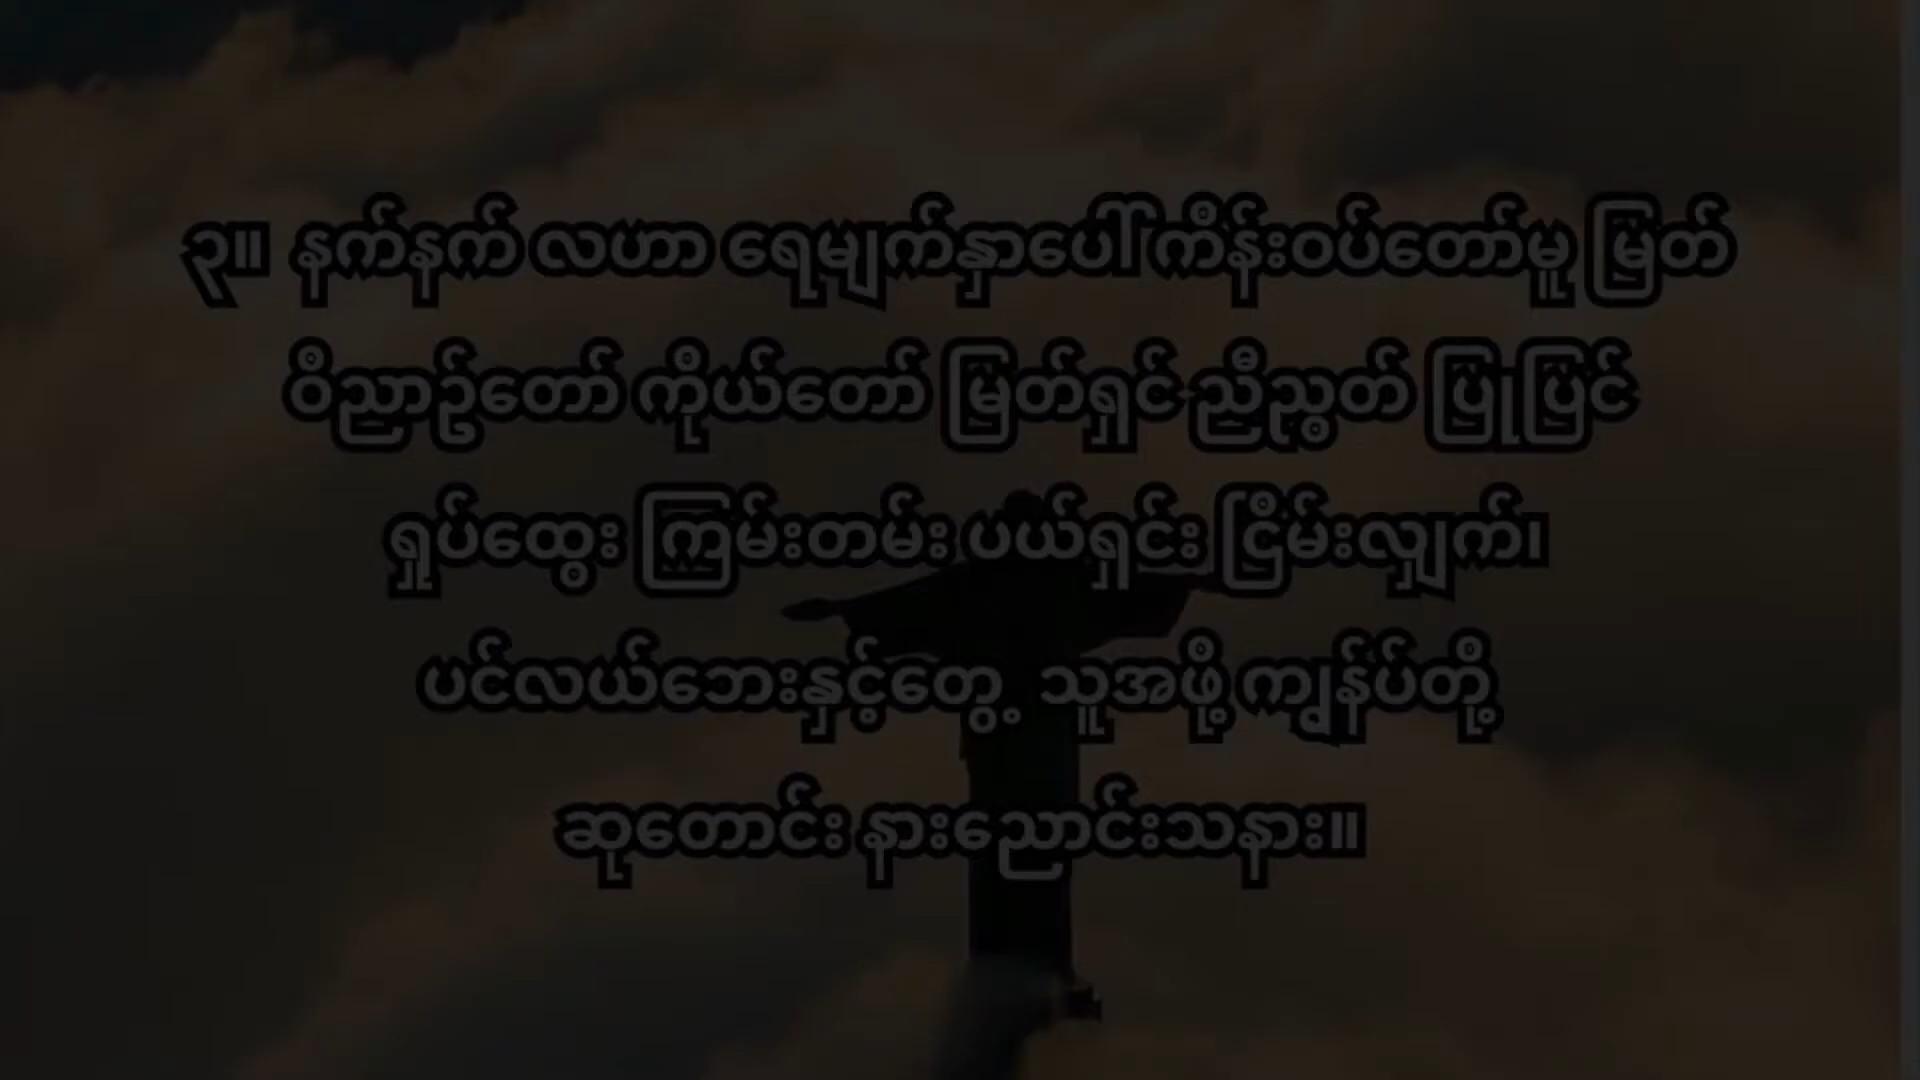 ၃။ နက်နက် လဟာ ရေမျက်နှာပေါ် ကိန်းဝပ်တော်မူ မြတ်
ဝိညာဥ်တော် ကိုယ်တော် မြတ်ရှင်-ညီညွတ် ပြုပြင်
ရှုပ်ထွေး ကြမ်းတမ်း ပယ်ရှင်း ငြိမ်းလျှက်၊
ပင်လယ်ဘေးနှင့်တွေ့ သူအဖို့ ကျွန်ုပ်တို့
ဆုတောင်း နားညောင်းသနား။